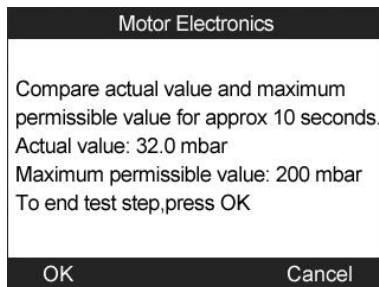 Motor Electronics
Compare actual value and maximum
permissible value for approx 10 seconds.
Actual value: 32.0 mbar
Maximum permissible value: 200 mbar
To end test step,press OK
OK Cancel